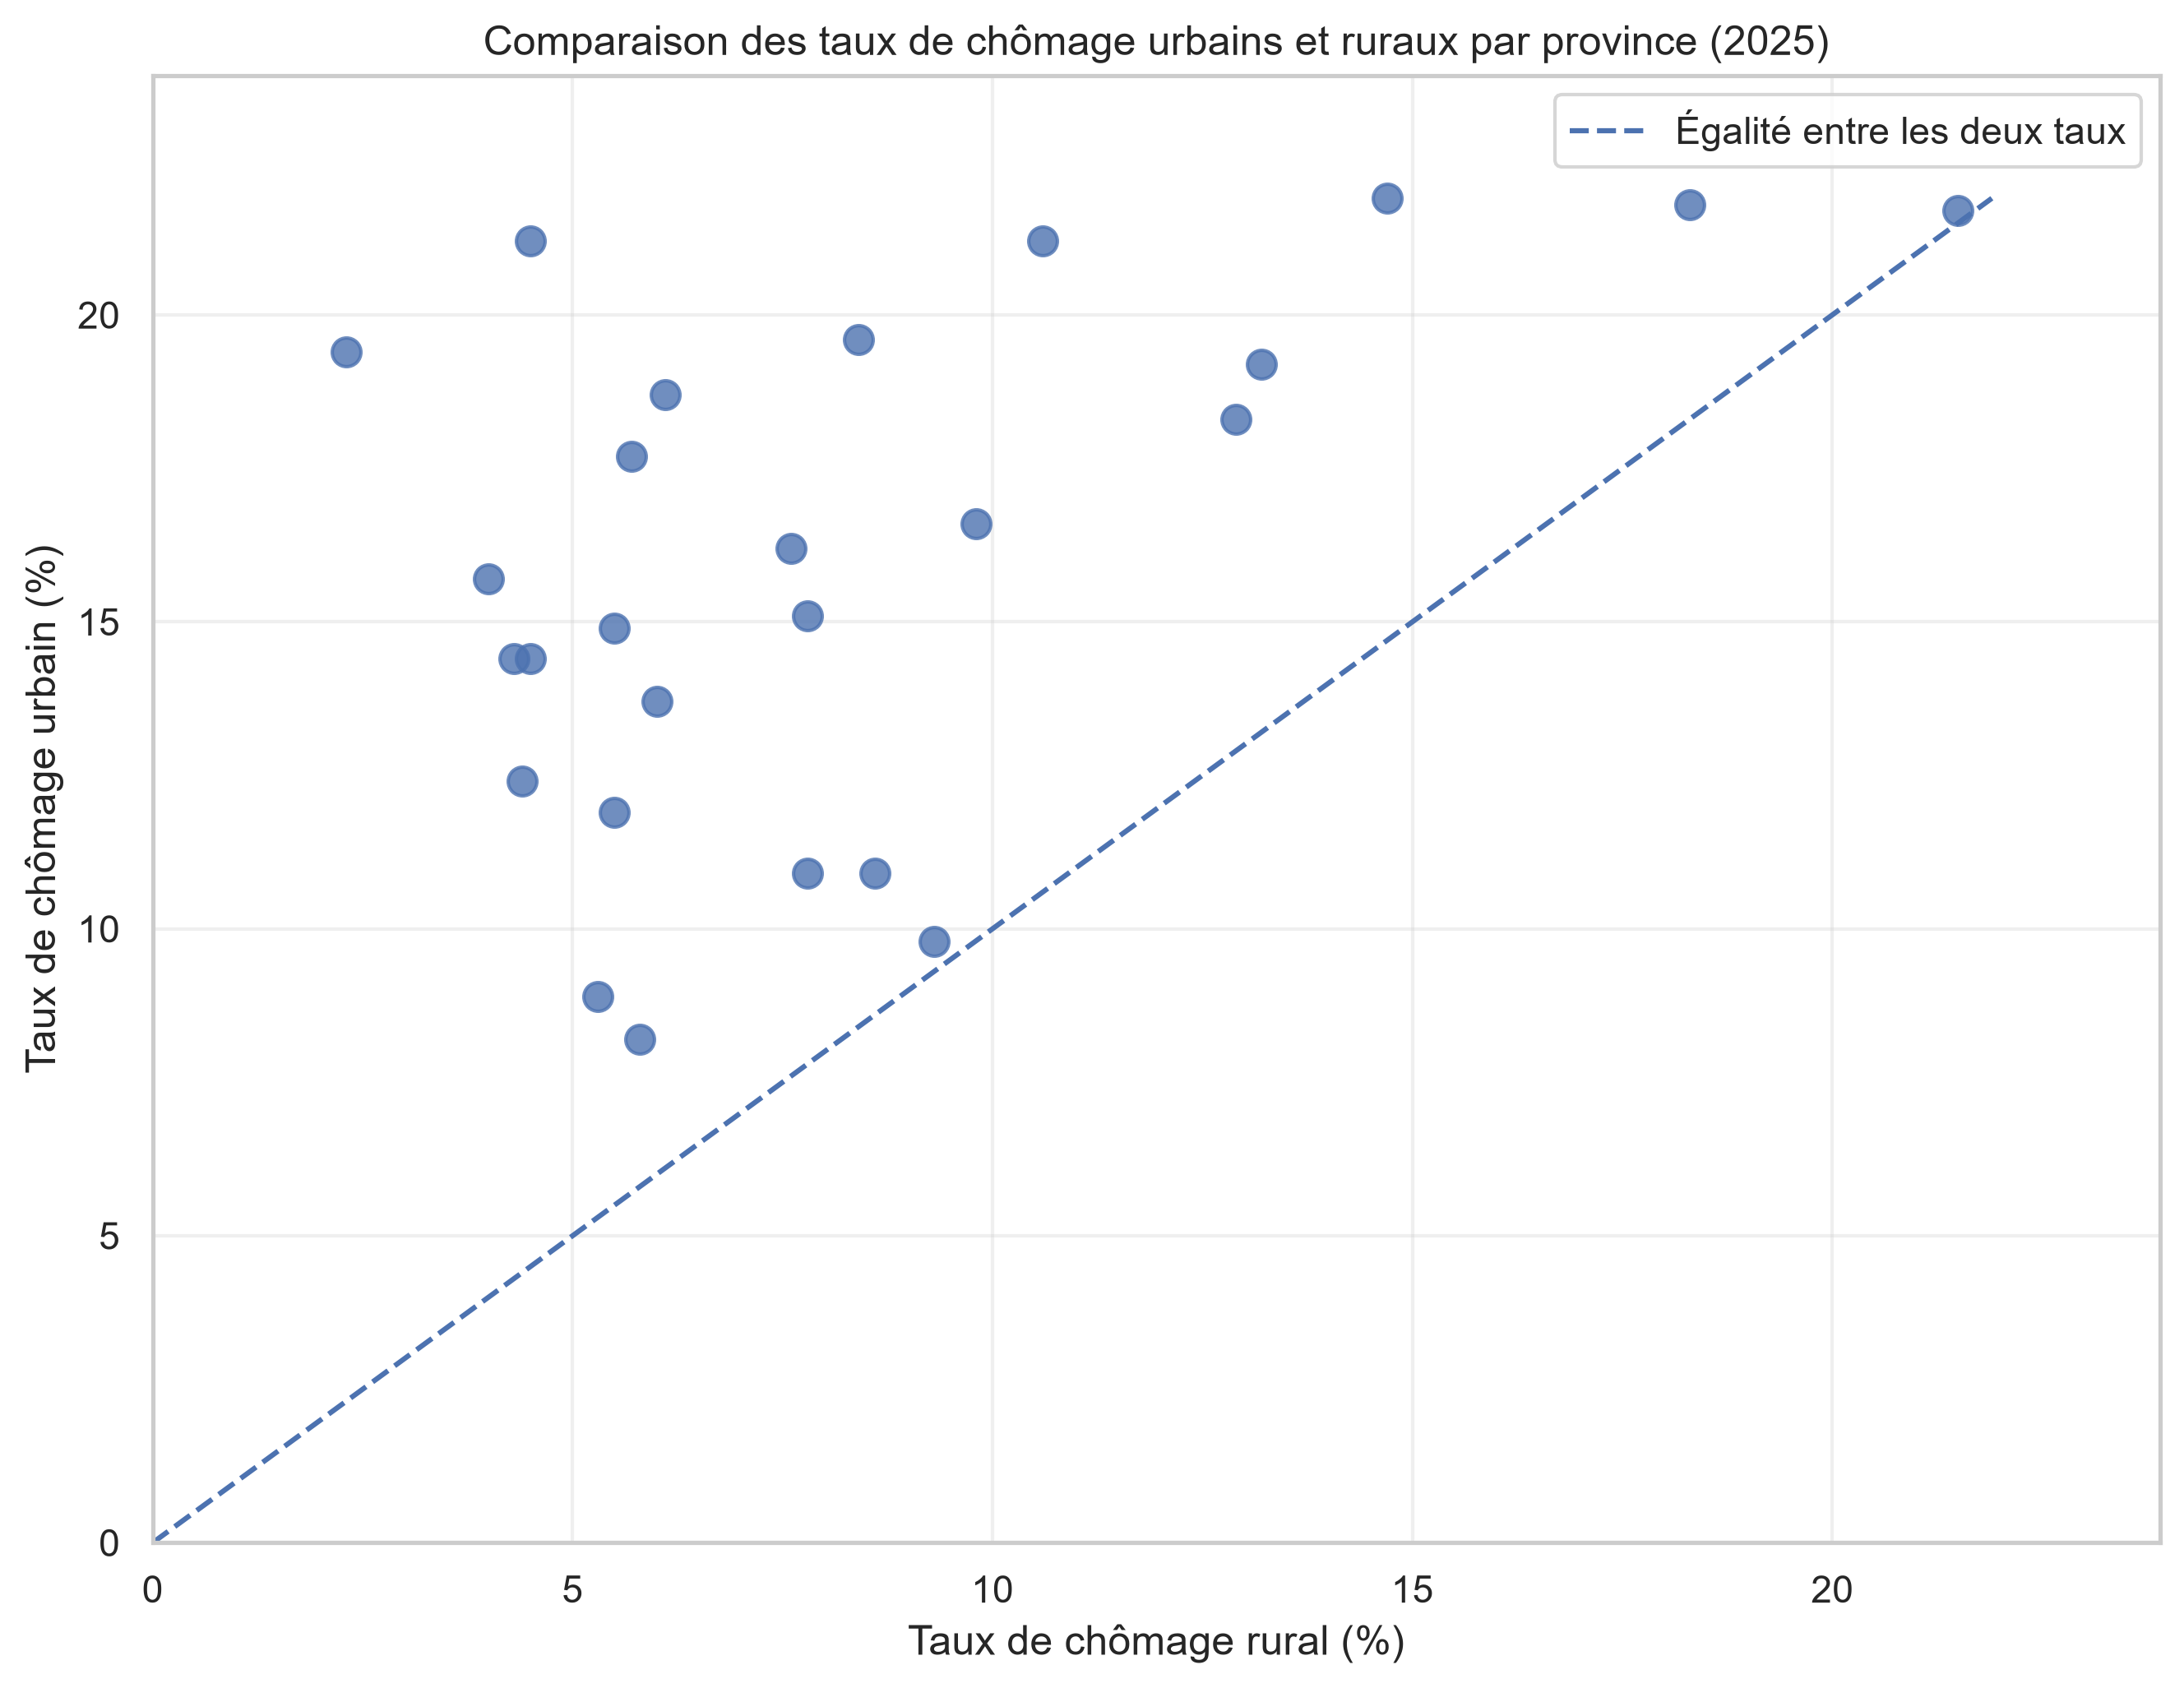 Comparaison des taux de chômage urbains et ruraux par province (2025)
Égalité entre les deux taux
Taux de chômage urbain (%)
20
15
10
5
0
0 5 10 15 20
Taux de chômage rural (%)